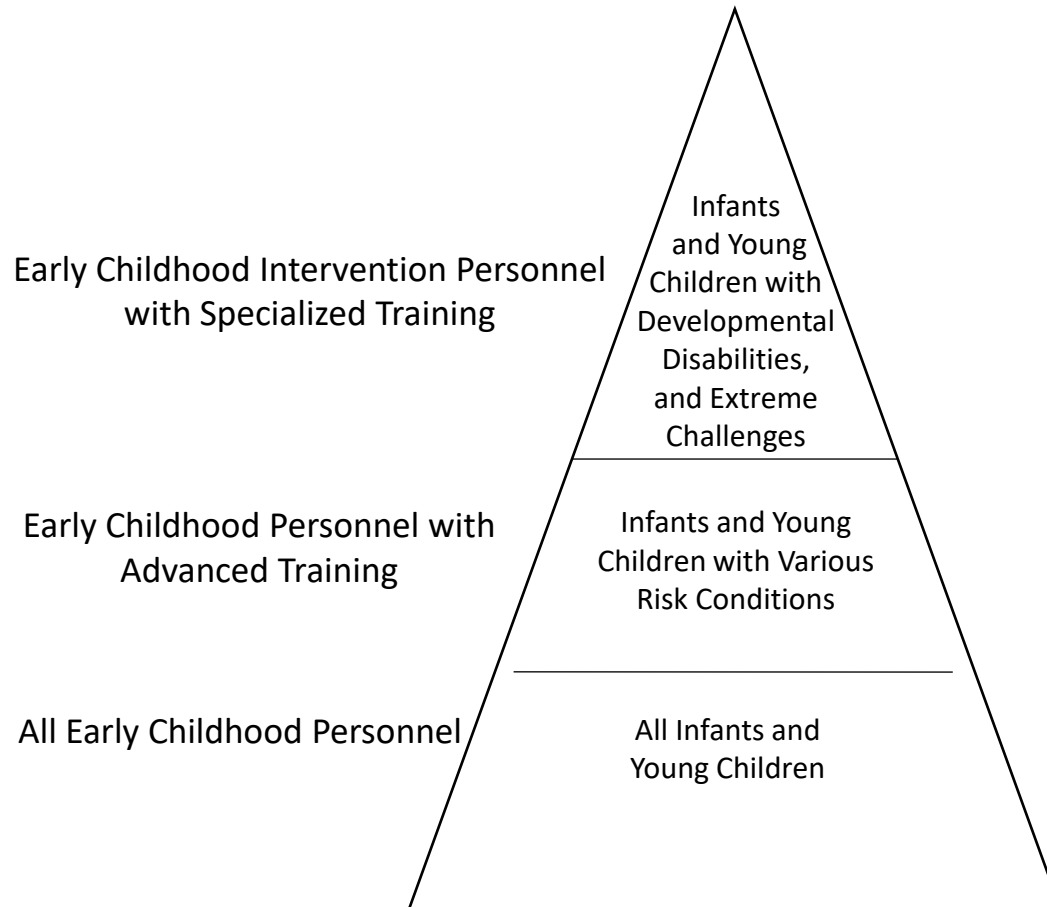 Early Childhood Intervention Personnel
with Specialized Training
Infants
and Young
Children with
Developmental
Disabilities,
and Extreme
Challenges
Early Childhood Personnel with
Advanced Training
Infants and Young
Children with Various
Risk Conditions
All Early Childhood Personnel
All Infants and
Young Children